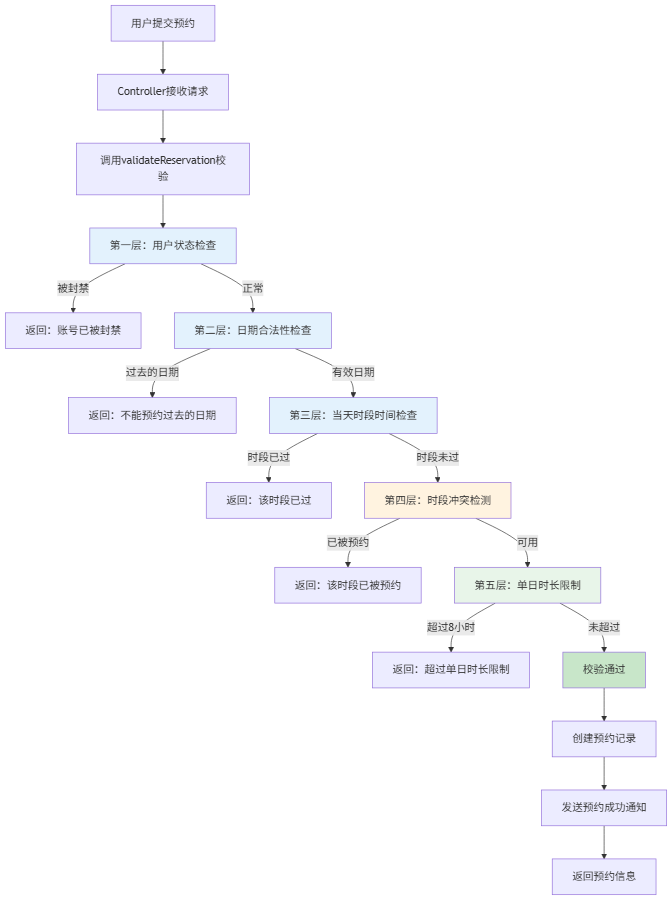 用户提交预约
Controller接收请求
调用validateReservation校
验
第一层：用户状态检查
被封禁
正常
返回：账号已被封禁
第二层：日期合法性检查
过去的日期
有效日期
返回：不能预约过去的日期
第三层：当天时段时间检查
时段已过
时段未过
返回：该时段已过
第四层：时段冲突检测
已被预约
可用
返回：该时段已被预约
第五层：单日时长限制
超过8小时
未超过
返回：超过单日时长限制
校验通过
创建预约记录
发送预约成功通知
返回预约信息